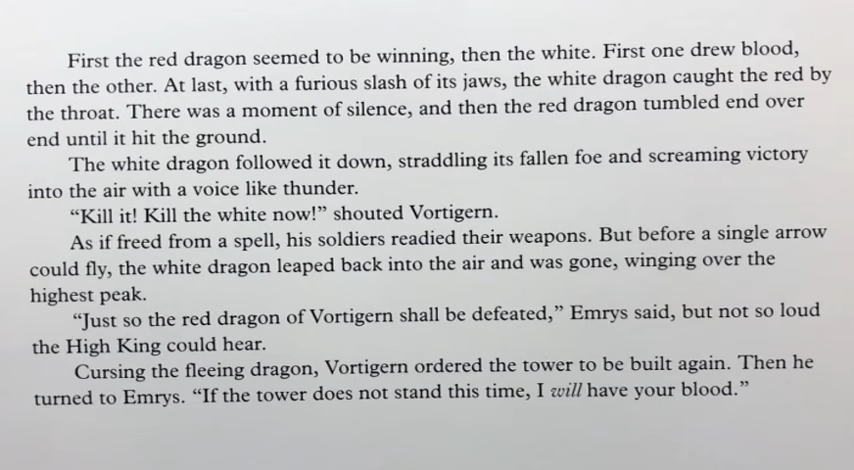 First the red dragon seemed to be winning, then the white. First one drew blood,
then the other. At last, with a furious slash of its jaws, the white dragon caught the red by
the throat. There was a moment of silence, and then the red dragon tumbled end over
end until it hit the ground.
The white dragon followed it down, straddling its fallen foe and screaming victory
into the air with a voice like thunder.
“Kill it! Kill the white now!” shouted Vortigern.
As if freed from a spell, his soldiers readied their weapons. But before a single arrow
could fly, the white dragon leaped back into the air and was gone, winging over the
highest peak.
“Just so the red dragon of Vortigern shall be defeated,” Emrys said, but not so loud
the High King could hear.
Cursing the fleeing dragon, Vortigern ordered the tower to be built again. Then he
turned to Emrys. “If the tower does not stand this time, I will have your blood.”